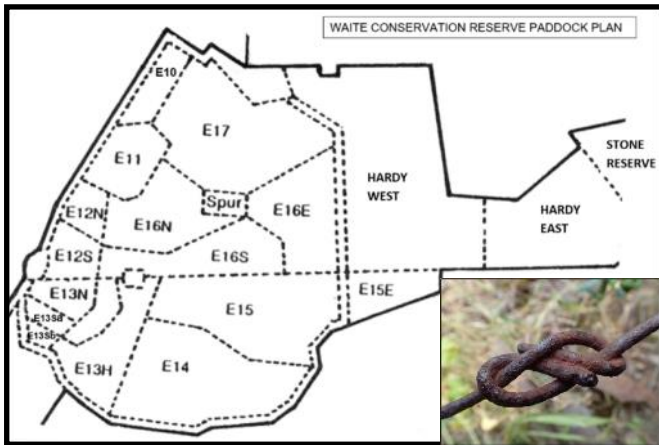 WAITE CONSERVATION RESERVE PADDOCK PLAN
E10
STONE
RESERVE
E17
E11
HARDY
WEST
HARDY
EAST
Spur
E12N
E16N
E16E
E12S
E16S
E13N
E15
E15E
E13Sa
E13Sb
E13H
E14